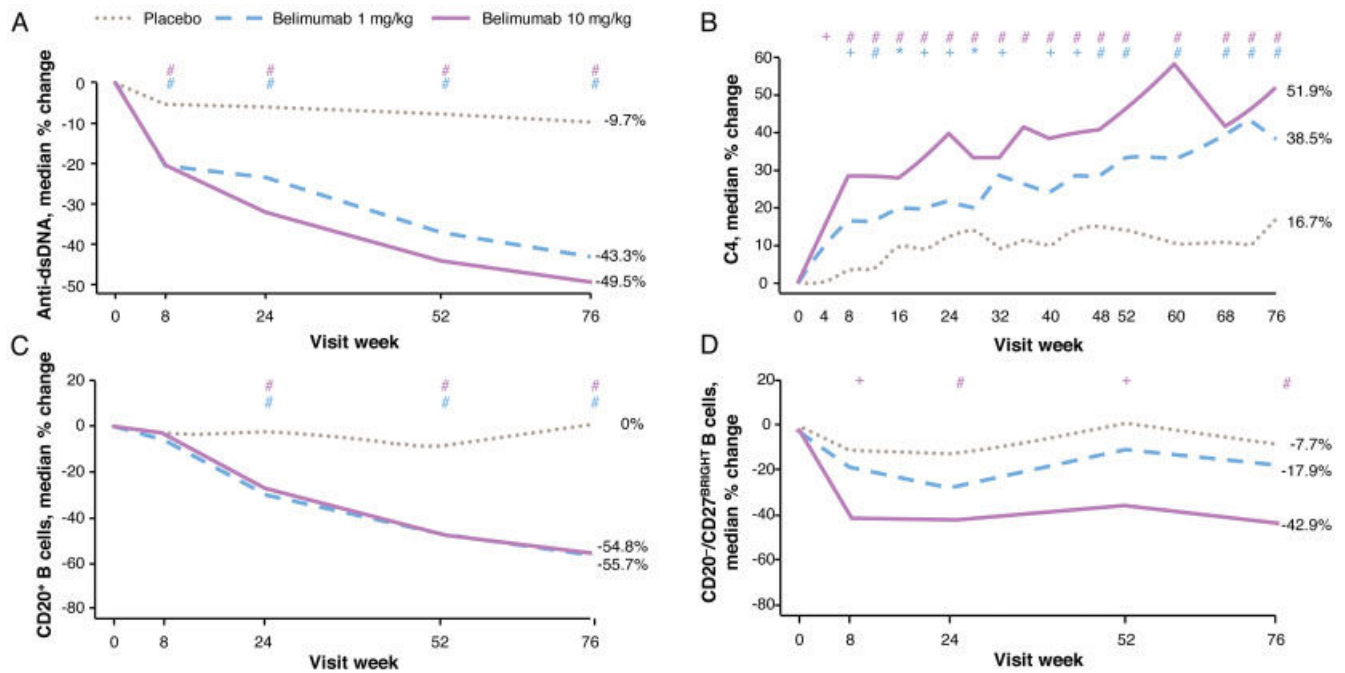 Placebo Belimumab 1 mg/kg Belimumab 10 mg/kg
A
Anti-dsDNA, median % change
# # # #
# # # #
0
-10
-20
-30
-40
-50
-9.7%
-43.3%
-49.5%
0 8 24 52 76
Visit week
B
C4, median % change
+ # # # # # # # # # # # # # # # #
+ # * + + * + + + # # # # # #
60
50
40
30
20
10
0
51.9%
38.5%
16.7%
0 4 8 16 24 32 40 48 52 60 68 76
Visit week
C
CD20+ B cells, median % change
# # #
# # #
20
0
-20
-40
-60
-80
0%
-54.8%
-55.7%
0 8 24 52 76
Visit week
D
CD20–/CD27BRIGHT B cells,
median % change
+ # + #
20
0
-20
-40
-60
-80
-7.7%
-17.9%
-42.9%
0 8 24 52 76
Visit week